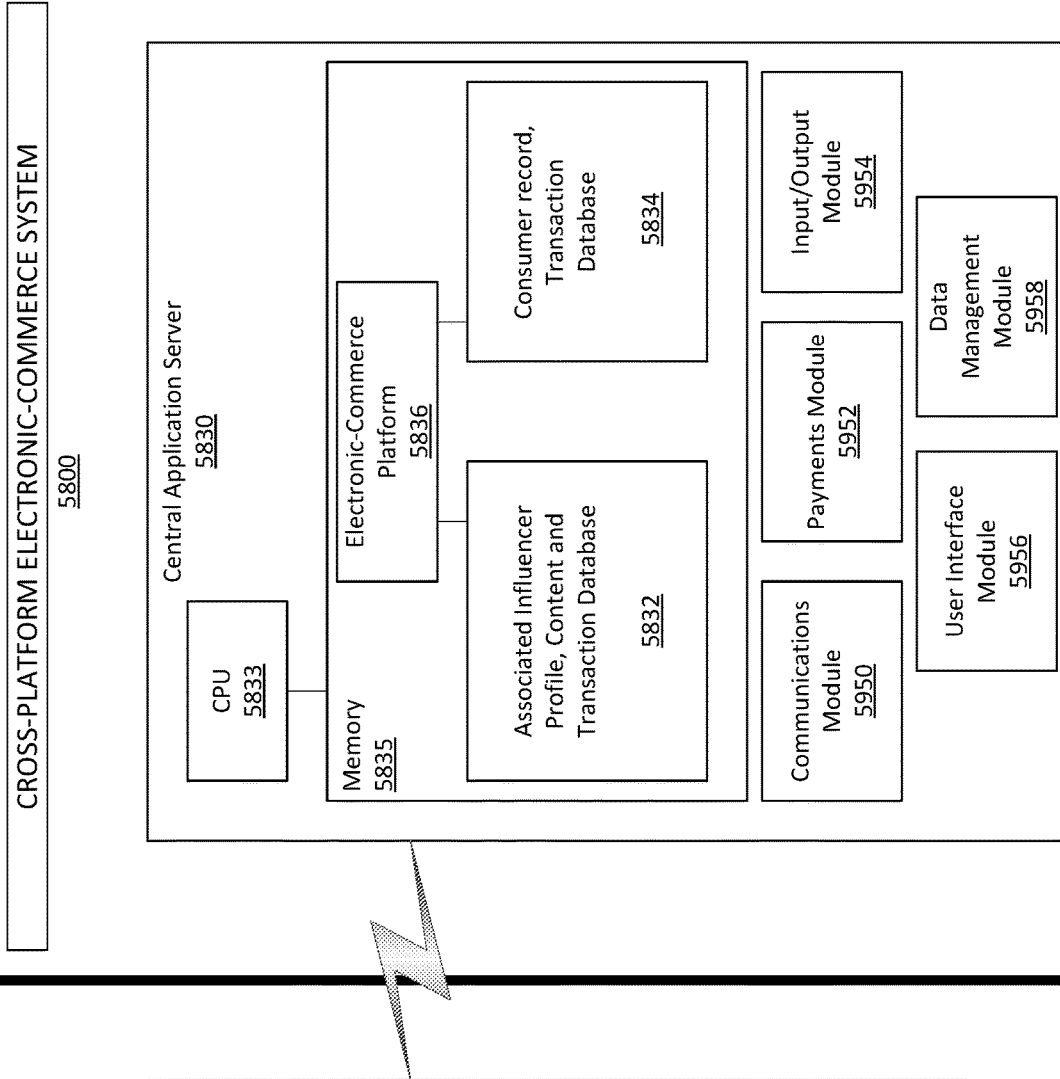 CROSS-PLATFORM ELECTRONIC-COMMERCE SYSTEM
5800
Central Application Server
5830
CPU
5833
Memory
5835
Electronic-Commerce
Platform
5836
Associated Influencer
Profile, Content and
Transaction Database
5832
Consumer record,
Transaction
Database
5834
Communications
Module
5950
Payments Module
5952
Input/Output
Module
5954
User Interface
Module
5956
Data
Management
Module
5958